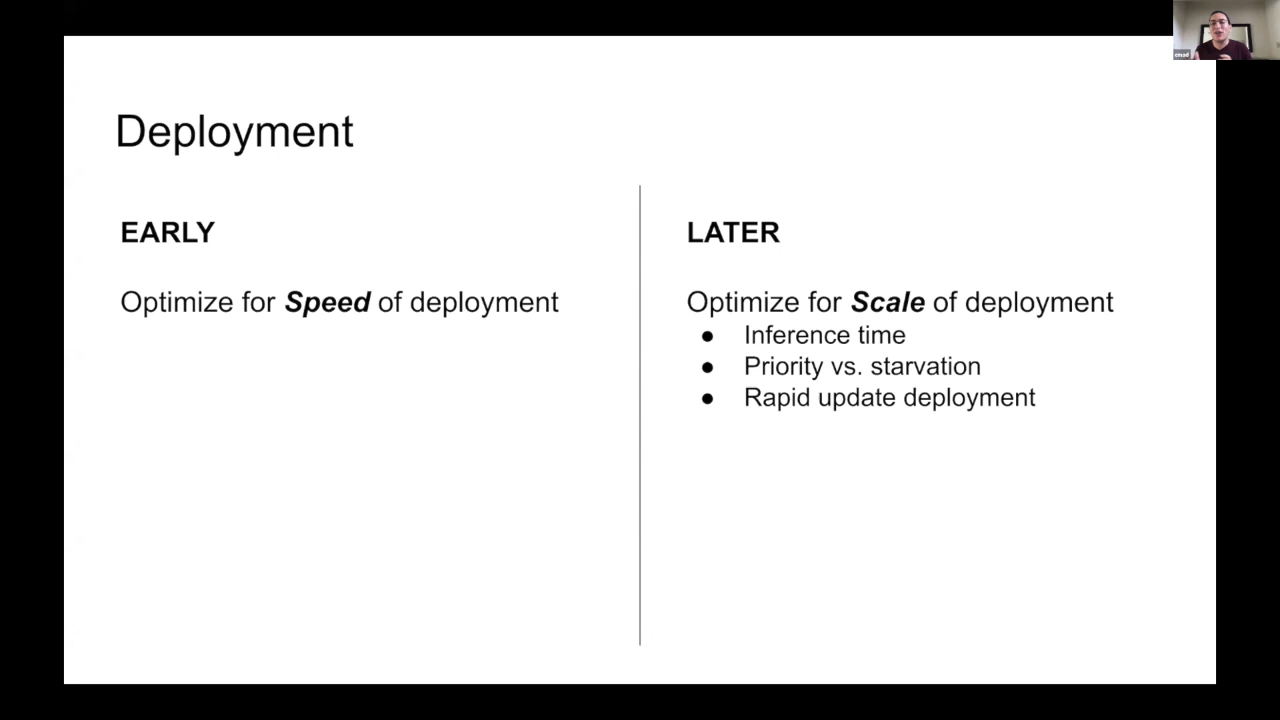 Deployment
EARLY
Optimize for Speed of deployment
LATER
Optimize for Scale of deployment
● Inference time
● Priority vs. starvation
● Rapid update deployment